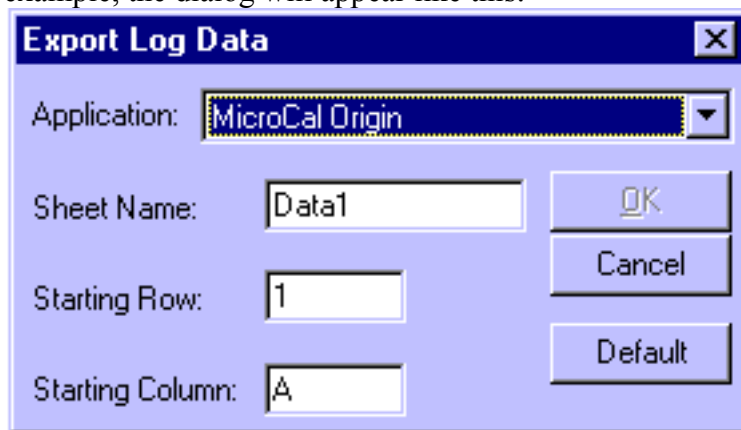 example, the dialog will appear like this:
Export Log Data
Application: MicroCal Origin
Sheet Name: Data1 OK
Cancel
Starting Row: 1
Default
Starting Column: A